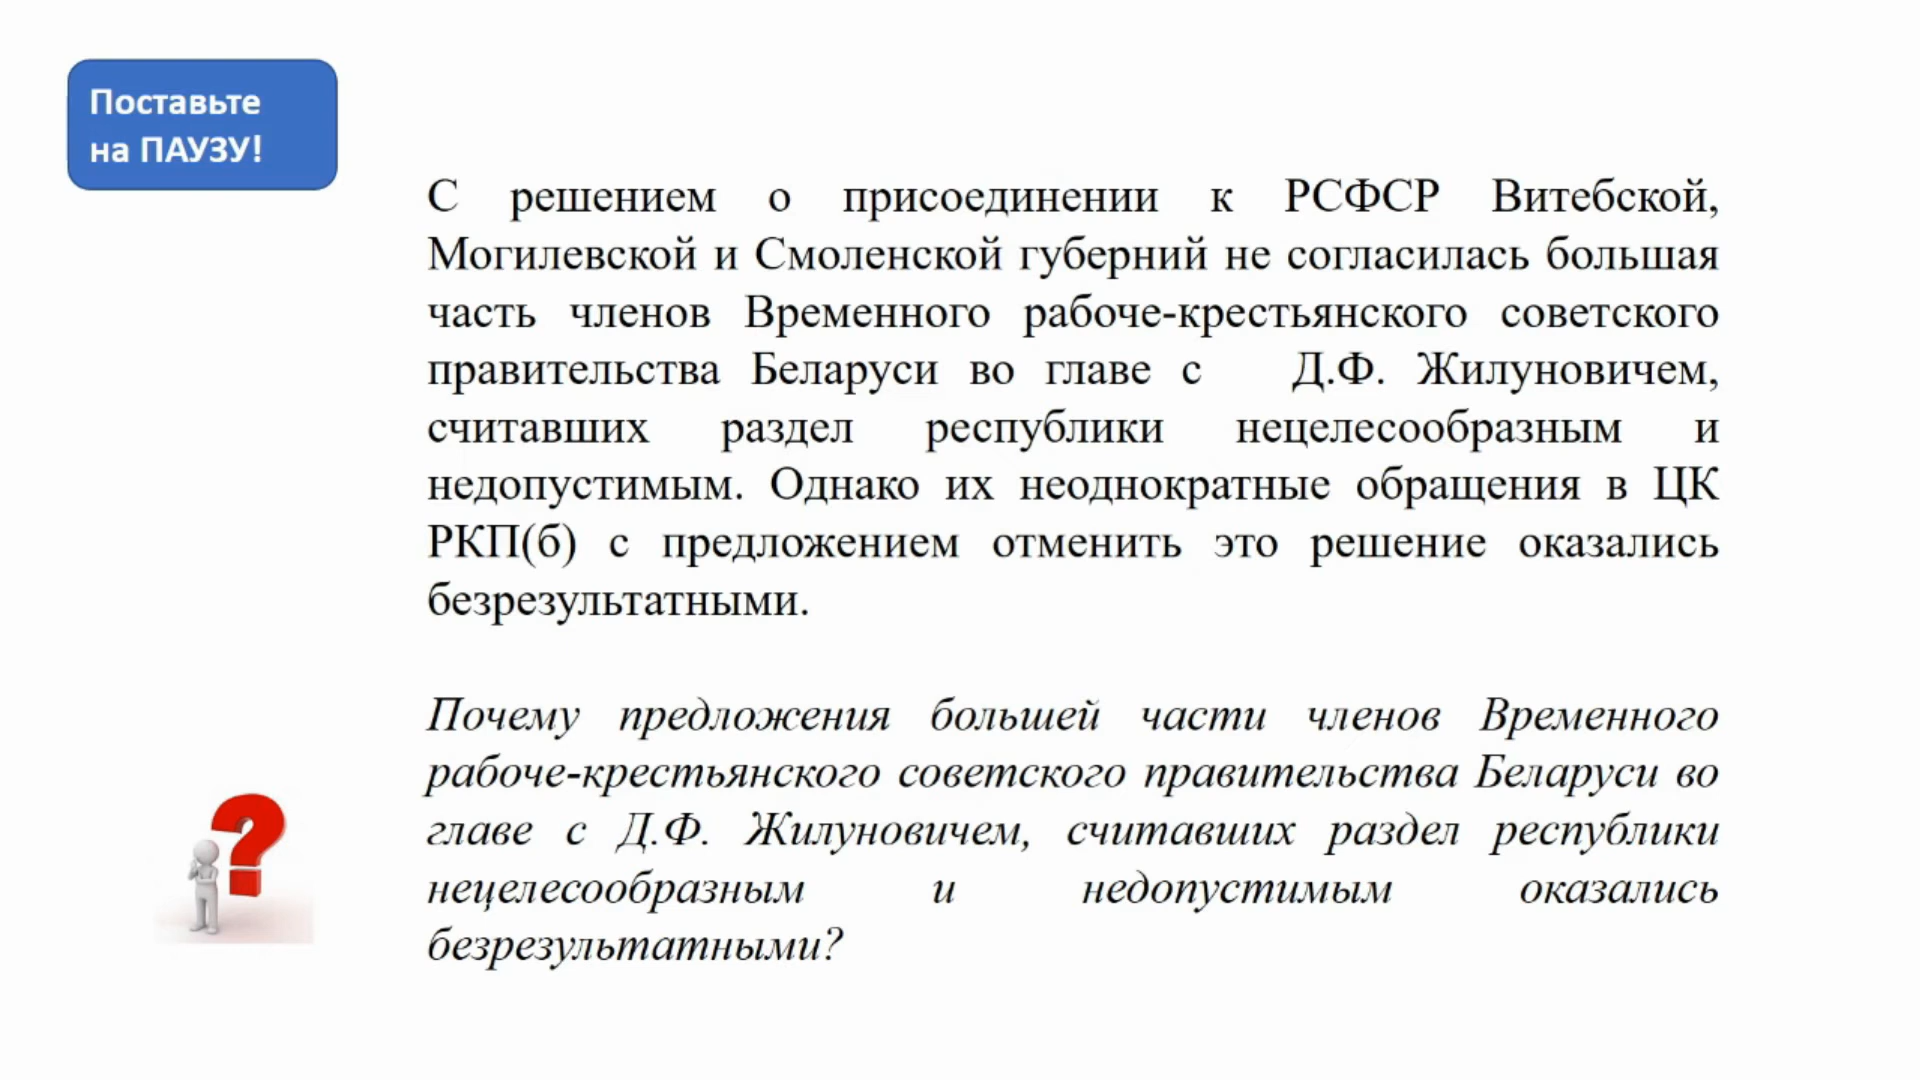 Поставьте
на ПАУЗУ!
С решением о присоединении к РСФСР Витебской,
Могилевской и Смоленской губерний не согласилась большая
часть членов Временного рабоче-крестьянского советского
правительства Беларуси во главе с Д.Ф. Жилуновичем,
считавших раздел республики нецелесообразным и
недопустимым. Однако их неоднократные обращения в ЦК
РКП(б) с предложением отменить это решение оказались
безрезультатными.
Почему предложения большей части членов Временного
рабоче-крестьянского советского правительства Беларуси во
главе с Д.Ф. Жилуновичем, считавших раздел республики
нецелесообразным и недопустимым оказались
безрезультатными?